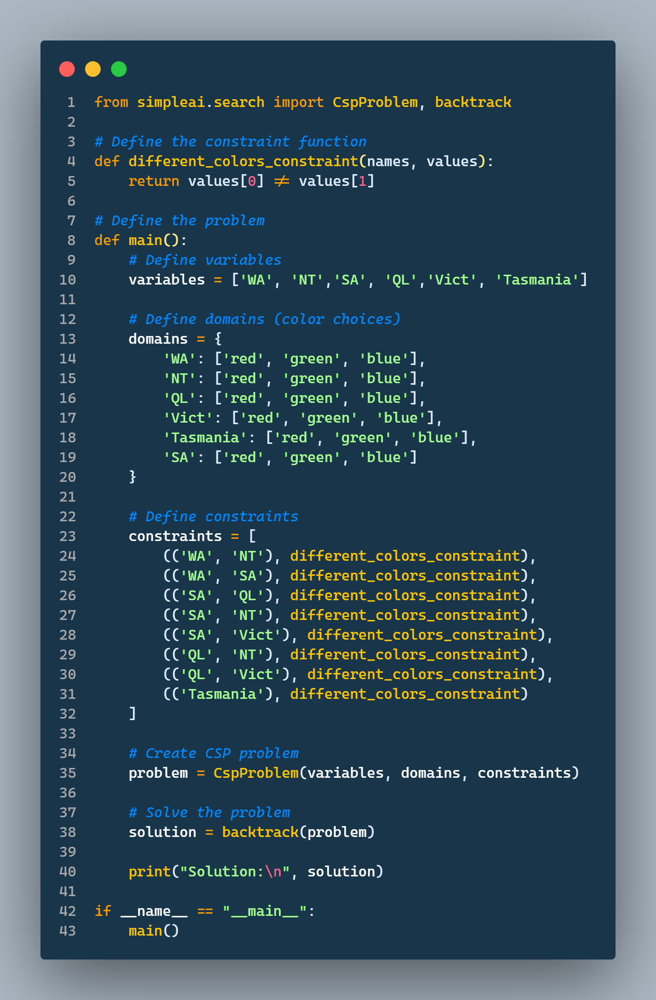 1 from simpleai.search import CspProblem, backtrack
2
3 # Define the constraint function
4 def different_colors_constraint(names, values):
5     return values[0] != values[1]
6
7 # Define the problem
8 def main():
9     # Define variables
10     variables = ['WA', 'NT','SA', 'QL','Vict', 'Tasmania']
11
12     # Define domains (color choices)
13     domains = {
14         'WA': ['red', 'green', 'blue'],
15         'NT': ['red', 'green', 'blue'],
16         'QL': ['red', 'green', 'blue'],
17         'Vict': ['red', 'green', 'blue'],
18         'Tasmania': ['red', 'green', 'blue'],
19         'SA': ['red', 'green', 'blue']
20     }
21
22     # Define constraints
23     constraints = [
24         (('WA', 'NT'), different_colors_constraint),
25         (('WA', 'SA'), different_colors_constraint),
26         (('SA', 'QL'), different_colors_constraint),
27         (('SA', 'NT'), different_colors_constraint),
28         (('SA', 'Vict'), different_colors_constraint),
29         (('QL', 'NT'), different_colors_constraint),
30         (('QL', 'Vict'), different_colors_constraint),
31         (('Tasmania'), different_colors_constraint)
32     ]
33
34     # Create CSP problem
35     problem = CspProblem(variables, domains, constraints)
36
37     # Solve the problem
38     solution = backtrack(problem)
39
40     print("Solution:\n", solution)
41
42 if __name__ == "__main__":
43     main()